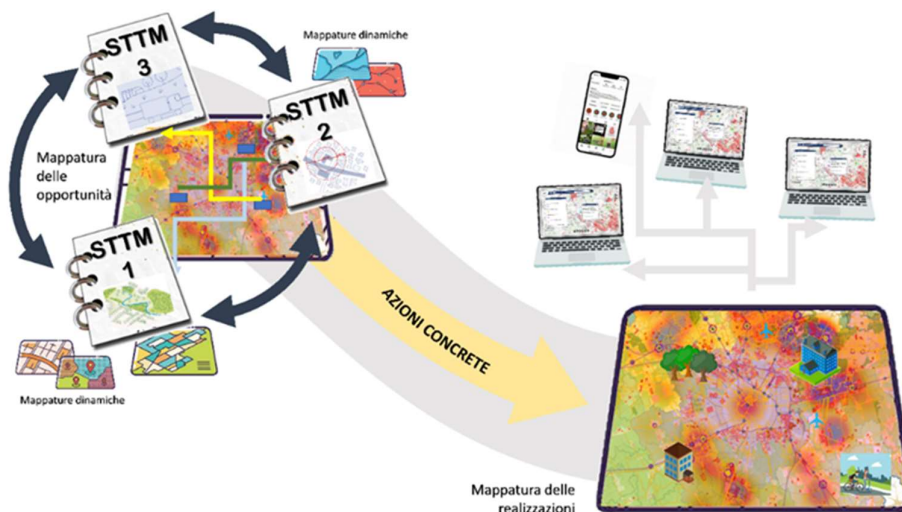 STTM
3
Mappature dinamiche
STTM
2
Mappatura
delle
opportunità
STTM
1
Mappature dinamiche
AZIONI CONCRETE
Mappatura delle
realizzazioni